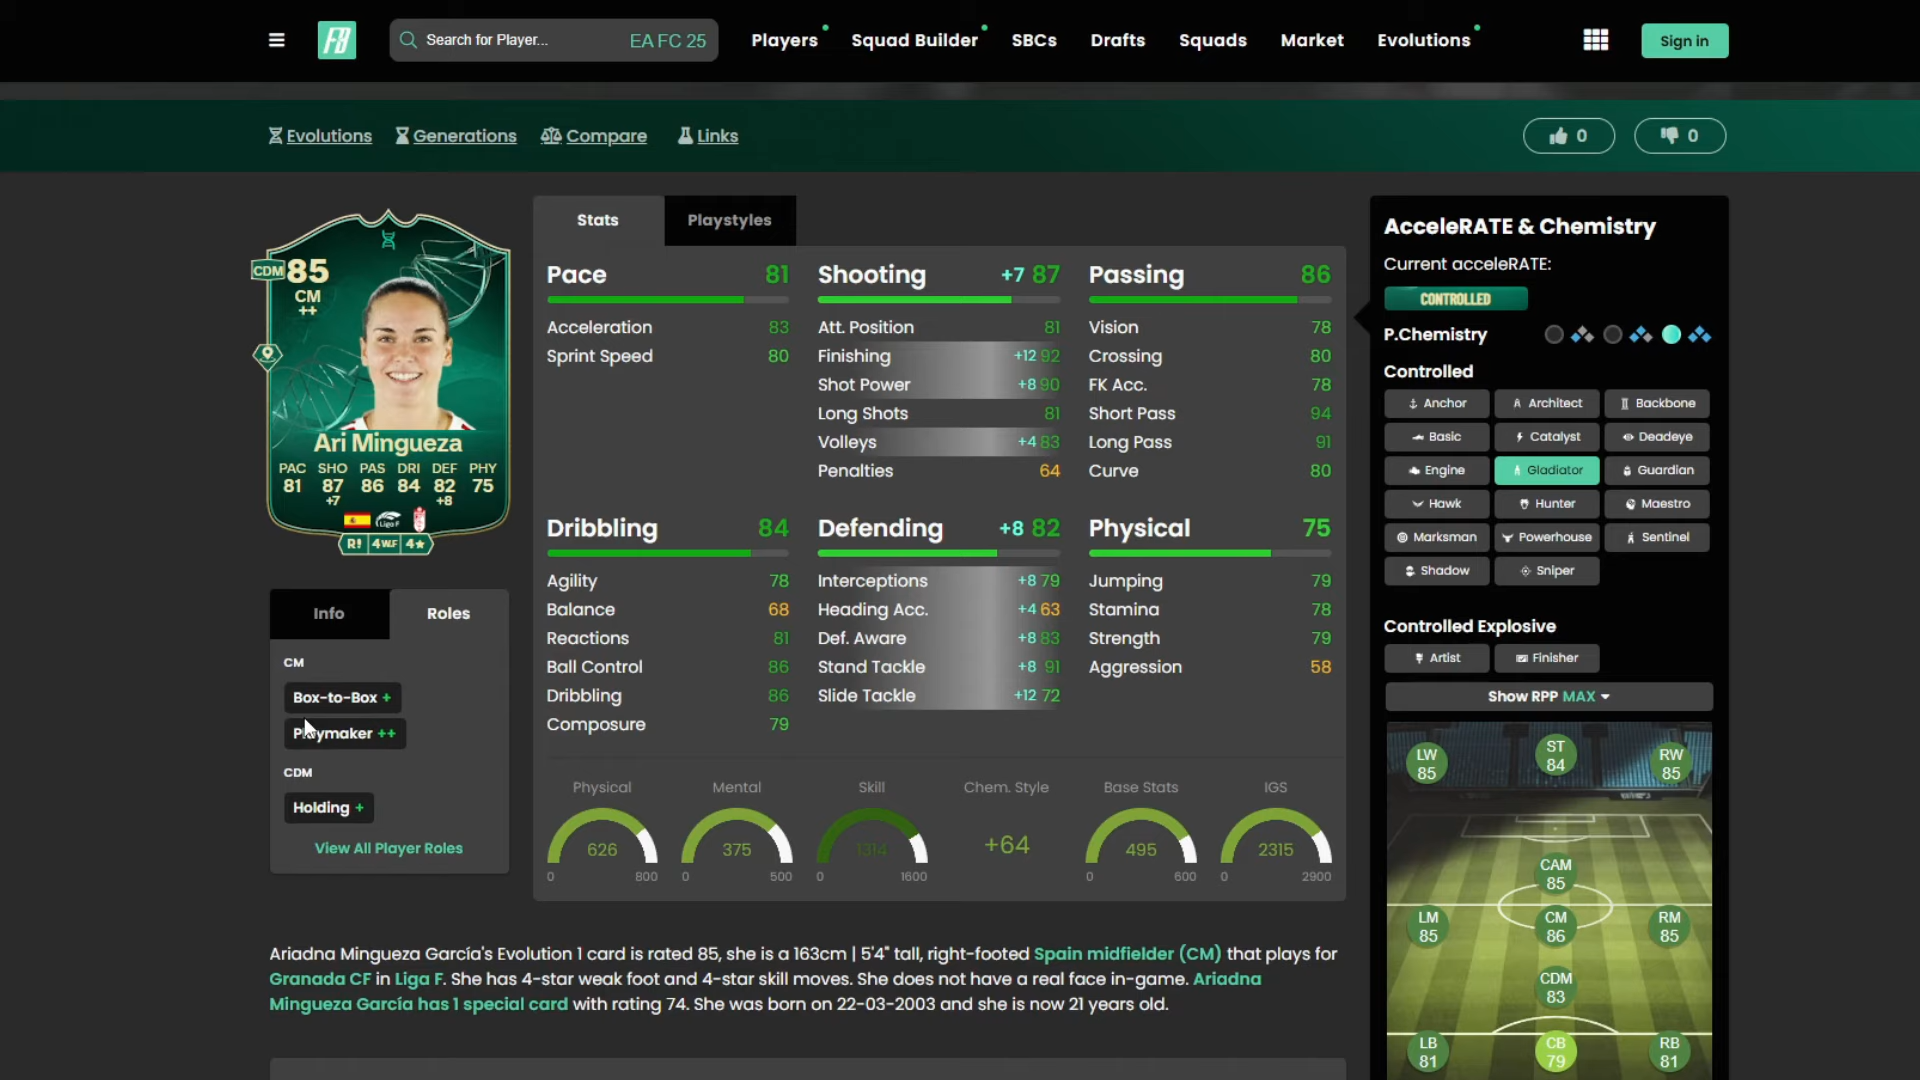 FB
Search for Player...
EA FC 25
Players
Squad Builder
SBCs
Drafts
Squads
Market
Evolutions
Sign in
Evolutions
Generations
Compare
Links
0
0
CDM
85
CM
++
Ari Mingueza
PAC SHO PAS DRI DEF PHY
81 87 86 84 82 75
+7 +8
Liga F
R! 4 W.F 4★
Info
Roles
CM
Box-to-Box +
Playmaker ++
CDM
Holding +
View All Player Roles
Stats
Playstyles
Pace 81
Acceleration 83
Sprint Speed 80
Shooting +7 87
Att. Position 81
Finishing +12 92
Shot Power +8 90
Long Shots 81
Volleys +4 83
Penalties 64
Passing 86
Vision 78
Crossing 80
FK Acc. 78
Short Pass 94
Long Pass 91
Curve 80
Dribbling 84
Agility 78
Balance 68
Reactions 81
Ball Control 86
Dribbling 86
Composure 79
Defending +8 82
Interceptions +8 79
Heading Acc. +4 63
Def. Aware +8 83
Stand Tackle +8 91
Slide Tackle +12 72
Physical 75
Jumping 79
Stamina 78
Strength 79
Aggression 58
Physical
626
0 800
Mental
375
0 500
Skill
1314
0 1600
Chem. Style
+64
Base Stats
495
0 600
IGS
2315
0 2900
AcceleRATE & Chemistry
Current acceleRATE:
CONTROLLED
P.Chemistry
Controlled
Anchor
Architect
Backbone
Basic
Catalyst
Deadeye
Engine
Gladiator
Guardian
Hawk
Hunter
Maestro
Marksman
Powerhouse
Sentinel
Shadow
Sniper
Controlled Explosive
Artist
Finisher
Show RPP MAX
LW 85
ST 84
RW 85
CAM 85
LM 85
CM 86
RM 85
CDM 83
LB 81
CB 79
RB 81
Ariadna Mingueza García's Evolution 1 card is rated 85, she is a 163cm | 5'4" tall, right-footed Spain midfielder (CM) that plays for
Granada CF in Liga F. She has 4-star weak foot and 4-star skill moves. She does not have a real face in-game. Ariadna
Mingueza García has 1 special card with rating 74. She was born on 22-03-2003 and she is now 21 years old.